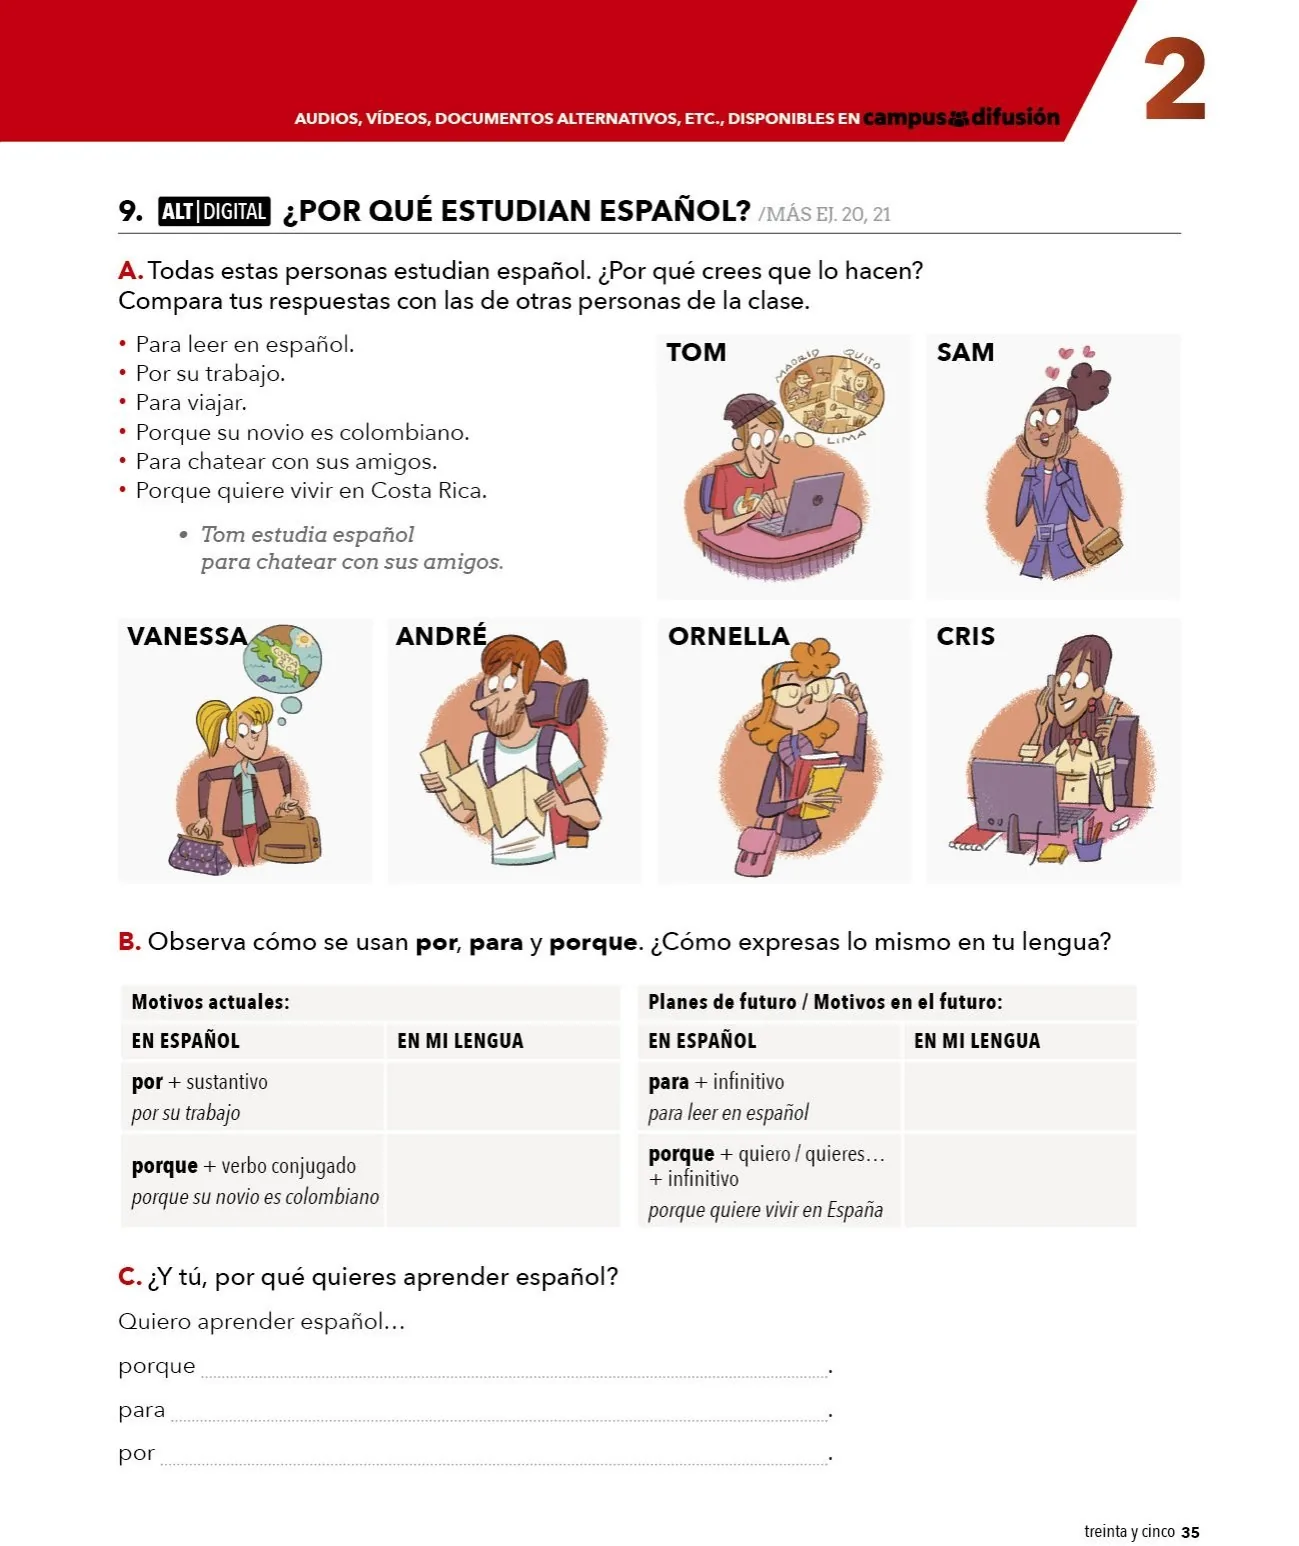 2
AUDIOS, VÍDEOS, DOCUMENTOS ALTERNATIVOS, ETC., DISPONIBLES EN campus difusión
9. ALT|DIGITAL ¿POR QUÉ ESTUDIAN ESPAÑOL? /MÁS EJ. 20, 21
A. Todas estas personas estudian español. ¿Por qué crees que lo hacen?
Compara tus respuestas con las de otras personas de la clase.
• Para leer en español.
• Por su trabajo.
• Para viajar.
• Porque su novio es colombiano.
• Para chatear con sus amigos.
• Porque quiere vivir en Costa Rica.
• Tom estudia español
para chatear con sus amigos.
TOM
MADRID
QUITO
LIMA
SAM
VANESSA
COSTA RICA
ANDRÉ
ORNELLA
CRIS
B. Observa cómo se usan por, para y porque. ¿Cómo expresas lo mismo en tu lengua?
Motivos actuales:
EN ESPAÑOL EN MI LENGUA
por + sustantivo
por su trabajo
porque + verbo conjugado
porque su novio es colombiano
Planes de futuro / Motivos en el futuro:
EN ESPAÑOL EN MI LENGUA
para + infinitivo
para leer en español
porque + quiero / quieres…
+ infinitivo
porque quiere vivir en España
C. ¿Y tú, por qué quieres aprender español?
Quiero aprender español…
porque .
para .
por .
treinta y cinco 35